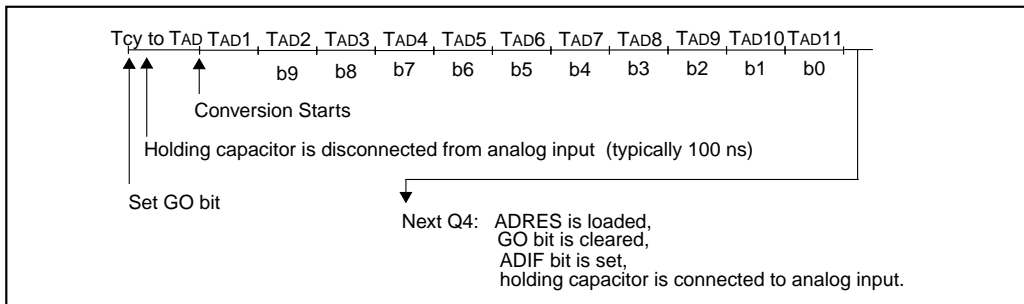 Tcy to TAD TAD1 TAD2 TAD3 TAD4 TAD5 TAD6 TAD7 TAD8 TAD9 TAD10 TAD11
b9 b8 b7 b6 b5 b4 b3 b2 b1 b0
Conversion Starts
Holding capacitor is disconnected from analog input (typically 100 ns)
Set GO bit
Next Q4: ADRES is loaded,
GO bit is cleared,
ADIF bit is set,
holding capacitor is connected to analog input.